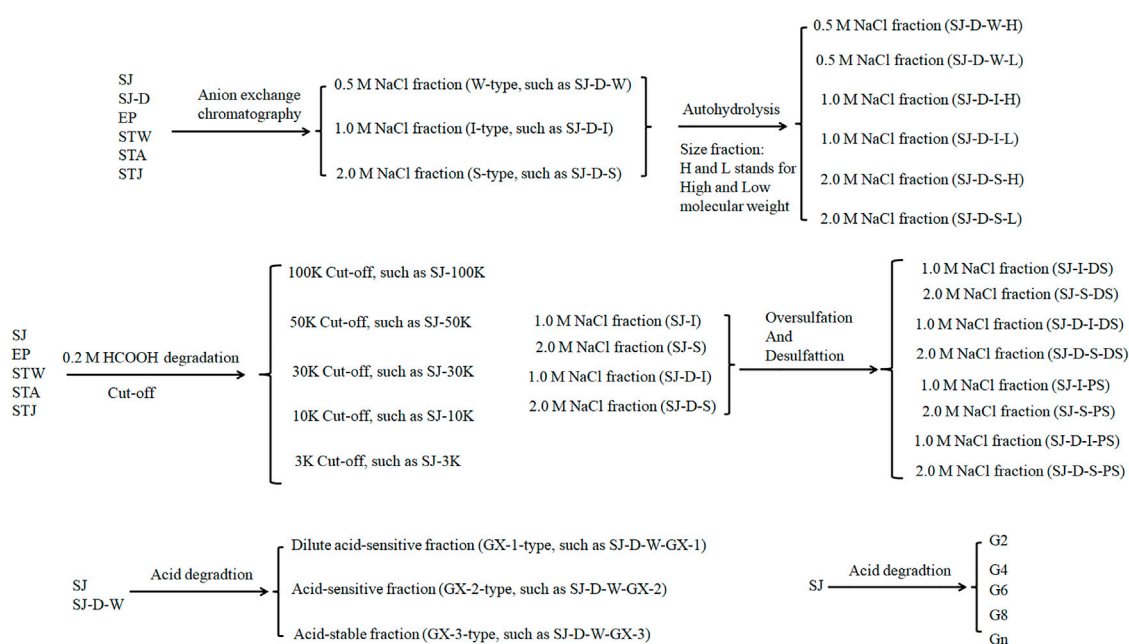 SJ
SJ-D
EP
STW
STA
STJ
Anion exchange
chromatography
0.5 M NaCl fraction (W-type, such as SJ-D-W)
1.0 M NaCl fraction (I-type, such as SJ-D-I)
2.0 M NaCl fraction (S-type, such as SJ-D-S)
Autohydrolysis
Size fraction:
H and L stands for
High and Low
molecular weight
0.5 M NaCl fraction (SJ-D-W-H)
0.5 M NaCl fraction (SJ-D-W-L)
1.0 M NaCl fraction (SJ-D-I-H)
1.0 M NaCl fraction (SJ-D-I-L)
2.0 M NaCl fraction (SJ-D-S-H)
2.0 M NaCl fraction (SJ-D-S-L)
SJ
EP
STW
STA
STJ
0.2 M HCOOH degradation
Cut-off
100K Cut-off, such as SJ-100K
50K Cut-off, such as SJ-50K
30K Cut-off, such as SJ-30K
10K Cut-off, such as SJ-10K
3K Cut-off, such as SJ-3K
1.0 M NaCl fraction (SJ-I)
2.0 M NaCl fraction (SJ-S)
1.0 M NaCl fraction (SJ-D-I)
2.0 M NaCl fraction (SJ-D-S)
Oversulfation
And
Desulfattion
1.0 M NaCl fraction (SJ-I-DS)
2.0 M NaCl fraction (SJ-S-DS)
1.0 M NaCl fraction (SJ-D-I-DS)
2.0 M NaCl fraction (SJ-D-S-DS)
1.0 M NaCl fraction (SJ-I-PS)
2.0 M NaCl fraction (SJ-S-PS)
1.0 M NaCl fraction (SJ-D-I-PS)
2.0 M NaCl fraction (SJ-D-S-PS)
SJ
SJ-D-W
Acid degradtion
Dilute acid-sensitive fraction (GX-1-type, such as SJ-D-W-GX-1)
Acid-sensitive fraction (GX-2-type, such as SJ-D-W-GX-2)
Acid-stable fraction (GX-3-type, such as SJ-D-W-GX-3)
SJ
Acid degradtion
G2
G4
G6
G8
Gn